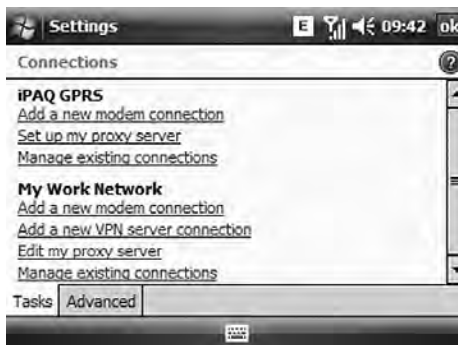 Settings E 09:42 ok
Connections ?
iPAQ GPRS
Add a new modem connection
Set up my proxy server
Manage existing connections
My Work Network
Add a new modem connection
Add a new VPN server connection
Edit my proxy server
Manage existing connections
Tasks Advanced